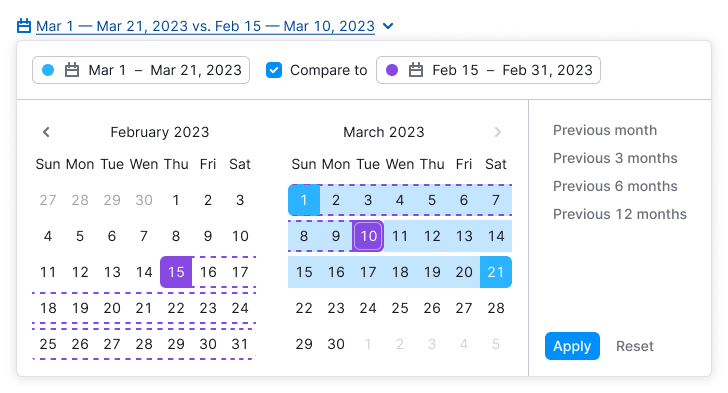 Mar 1 — Mar 21, 2023 vs. Feb 15 — Mar 10, 2023
Mar 1 – Mar 21, 2023 Compare to Feb 15 – Feb 31, 2023
February 2023
Sun Mon Tue Wen Thu Fri Sat
27 28 29 30 1 2 3
4 5 6 7 8 9 10
11 12 13 14 15 16 17
18 19 20 21 22 23 24
25 26 27 28 29 30 31
March 2023
Sun Mon Tue Wen Thu Fri Sat
1 2 3 4 5 6 7
8 9 10 11 12 13 14
15 16 17 18 19 20 21
22 23 24 25 26 27 28
29 30 1 2 3 4 5
Previous month
Previous 3 months
Previous 6 months
Previous 12 months
Apply Reset